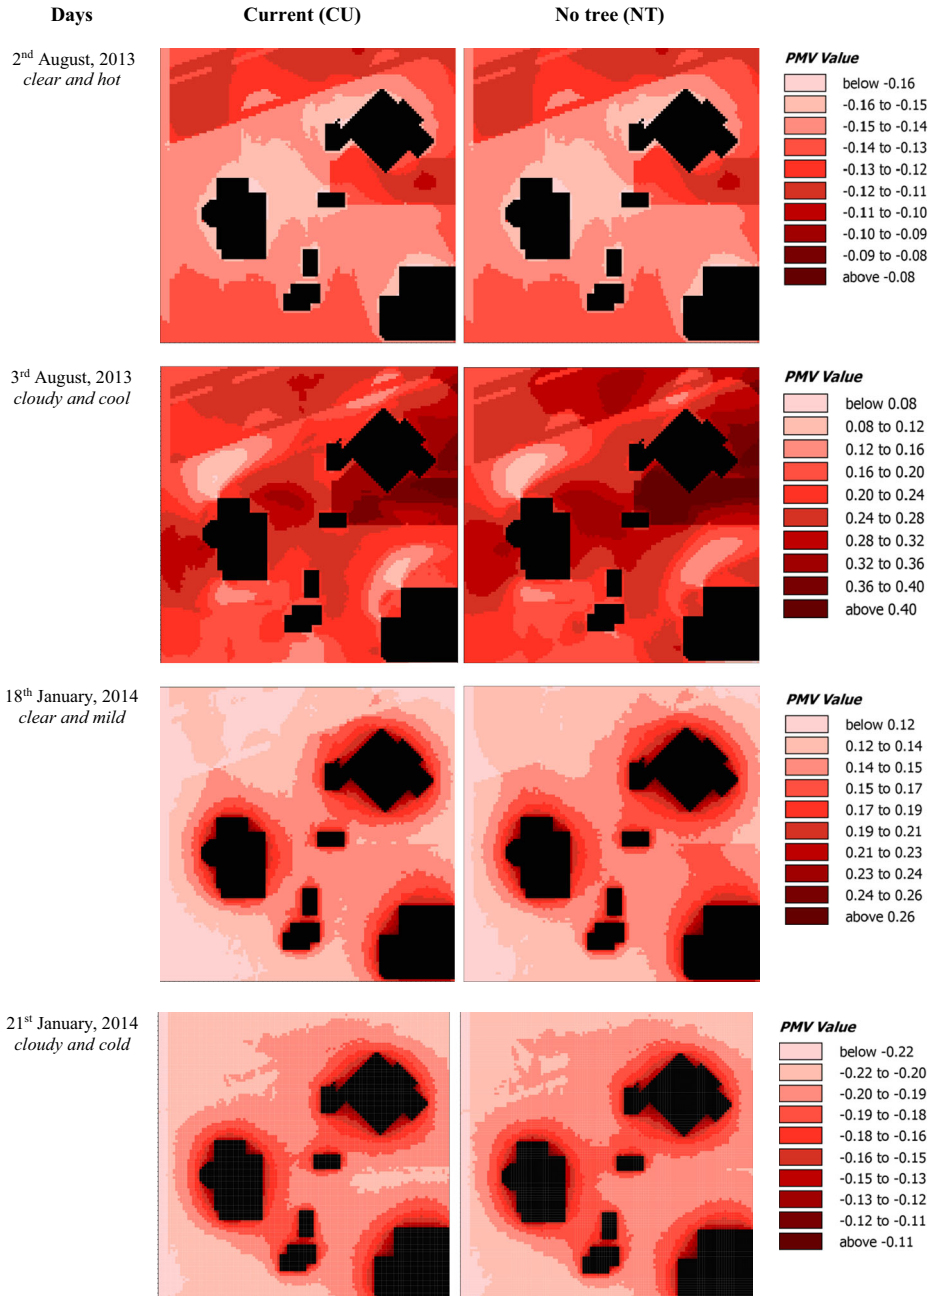 Days Current (CU) No tree (NT)
2nd August, 2013
clear and hot
PMV Value
below -0.16
-0.16 to -0.15
-0.15 to -0.14
-0.14 to -0.13
-0.13 to -0.12
-0.12 to -0.11
-0.11 to -0.10
-0.10 to -0.09
-0.09 to -0.08
above -0.08
3rd August, 2013
cloudy and cool
PMV Value
below 0.08
0.08 to 0.12
0.12 to 0.16
0.16 to 0.20
0.20 to 0.24
0.24 to 0.28
0.28 to 0.32
0.32 to 0.36
0.36 to 0.40
above 0.40
18th January, 2014
clear and mild
PMV Value
below 0.12
0.12 to 0.14
0.14 to 0.15
0.15 to 0.17
0.17 to 0.19
0.19 to 0.21
0.21 to 0.23
0.23 to 0.24
0.24 to 0.26
above 0.26
21st January, 2014
cloudy and cold
PMV Value
below -0.22
-0.22 to -0.20
-0.20 to -0.19
-0.19 to -0.18
-0.18 to -0.16
-0.16 to -0.15
-0.15 to -0.13
-0.13 to -0.12
-0.12 to -0.11
above -0.11